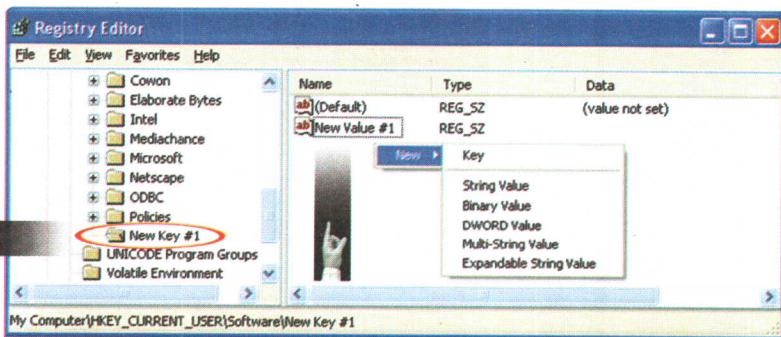 Registry Editor
File Edit View Favorites Help
Cowon
Elaborate Bytes
Intel
Mediachance
Microsoft
Netscape
ODBC
Policies
New Key #1
UNICODE Program Groups
Volatile Environment
Name Type Data
ab (Default) REG_SZ (value not set)
ab New Value #1 REG_SZ
New
Key
String Value
Binary Value
DWORD Value
Multi-String Value
Expandable String Value
My Computer\HKEY_CURRENT_USER\Software\New Key #1